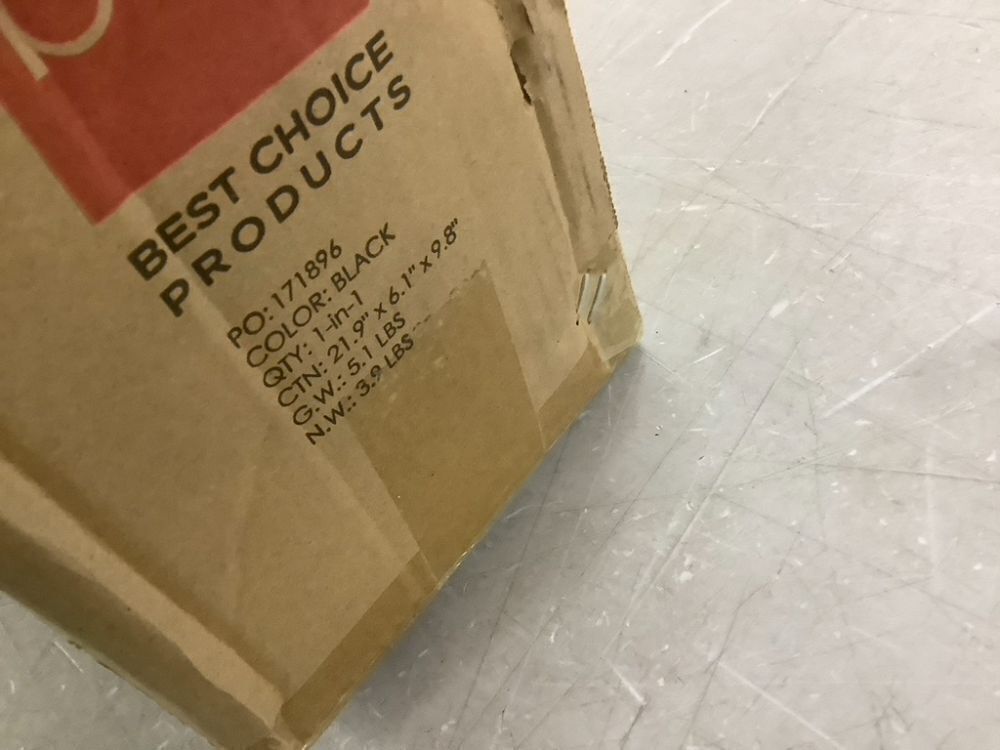 BEST CHOICE
PRODUCTS
PO:171896
COLOR: BLACK
QTY: 1-in-1
CTN: 21.9" x 6.1" x 9.8"
G.W.: 5.1 LBS
N.W.: 3.9 LBS